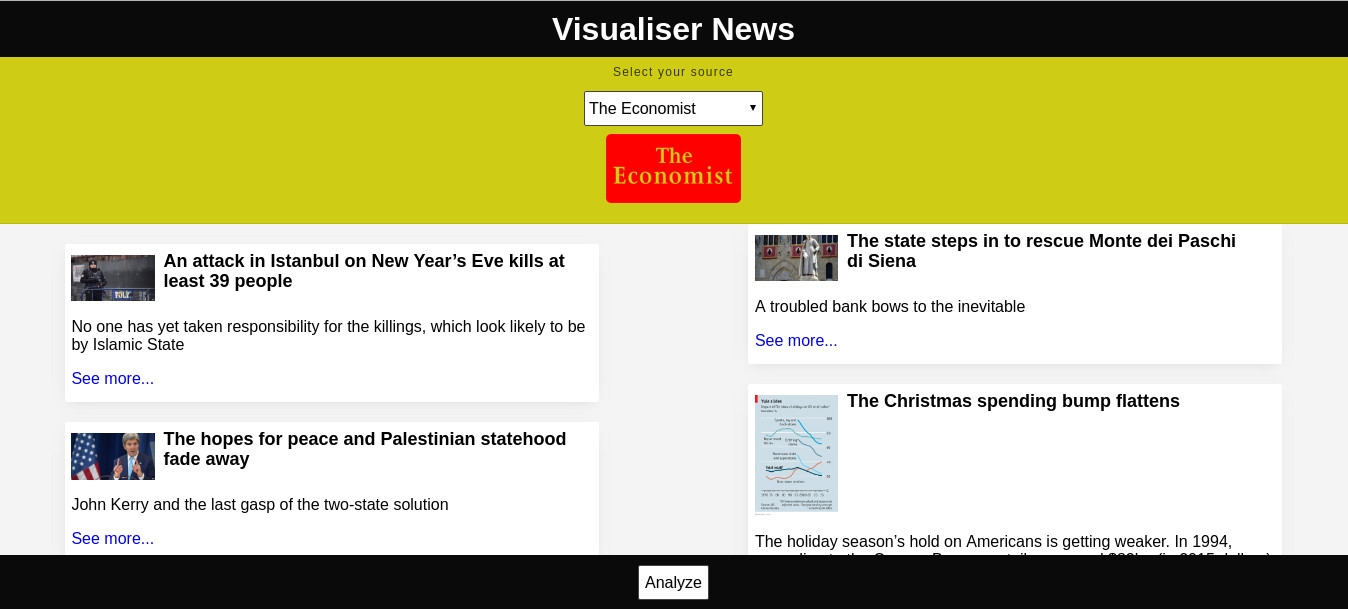 Visualiser News
Select your source
The Economist
The
Economist
An attack in Istanbul on New Year’s Eve kills at
least 39 people
No one has yet taken responsibility for the killings, which look likely to be
by Islamic State
See more...
The hopes for peace and Palestinian statehood
fade away
John Kerry and the last gasp of the two-state solution
See more...
The state steps in to rescue Monte dei Paschi
di Siena
A troubled bank bows to the inevitable
See more...
The Christmas spending bump flattens
The holiday season’s hold on Americans is getting weaker. In 1994,
Analyze